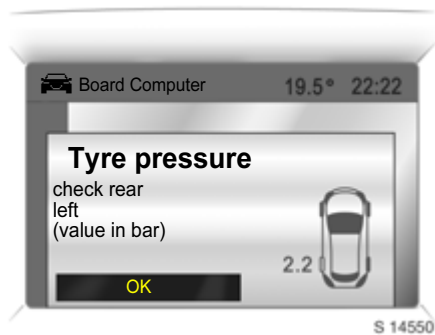 Board Computer 19.5° 22:22
Tyre pressure
check rear
left
(value in bar)
2.2
OK
S 14550